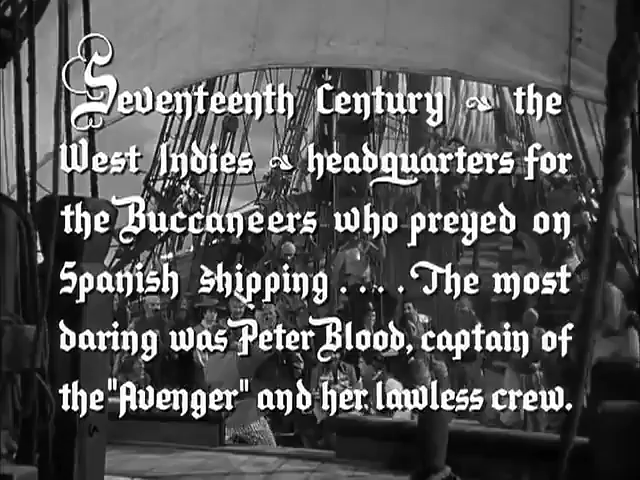 Seventeenth Century ~ the
West Indies ~ headquarters for
the Buccaneers who preyed on
Spanish shipping....The most
daring was Peter Blood, captain of
the "Avenger" and her lawless crew.